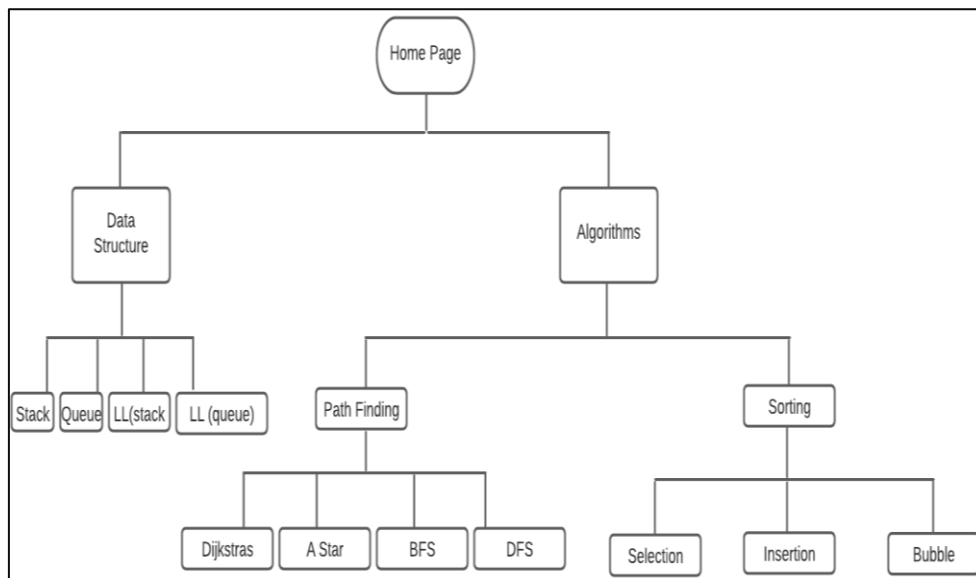 Home Page
Data
Structure
Algorithms
Stack
Queue
LL(stack
LL (queue)
Path Finding
Sorting
Dijkstras
A Star
BFS
DFS
Selection
Insertion
Bubble